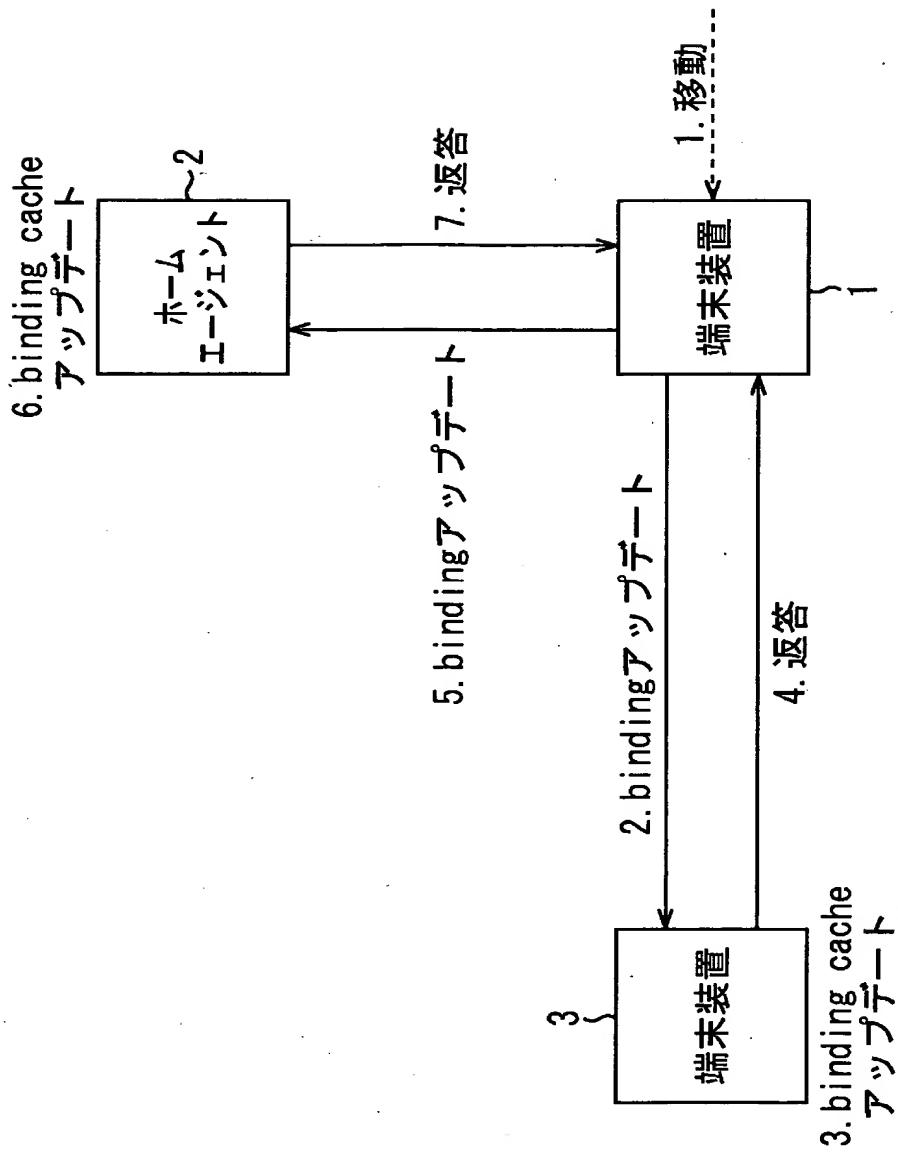 6.binding cache
アップデート
2
ホーム
エージェント
5.bindingアップデート
7.返答
3
2.bindingアップデート
1.移動
端末装置
端末装置
4.返答
1
3.binding cache
アップデート